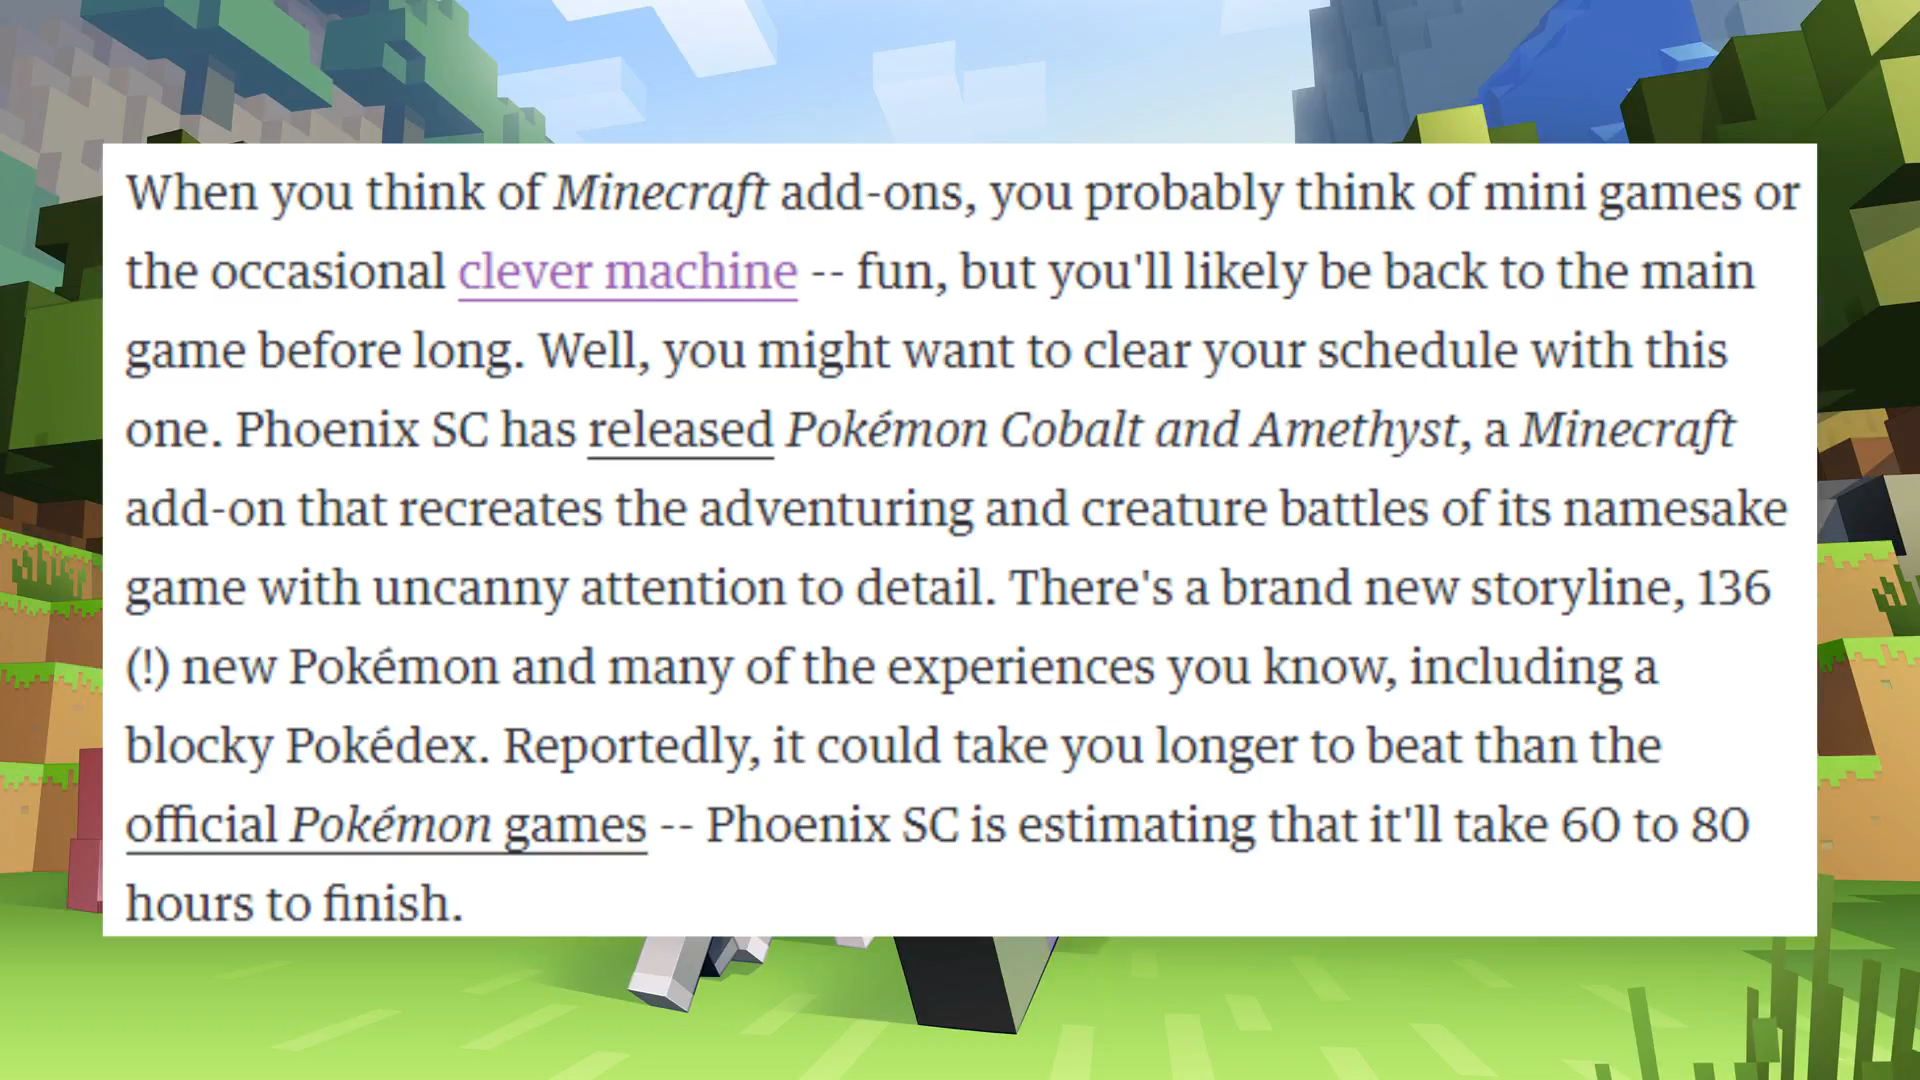 When you think of Minecraft add-ons, you probably think of mini games or
the occasional clever machine -- fun, but you'll likely be back to the main
game before long. Well, you might want to clear your schedule with this
one. Phoenix SC has released Pokémon Cobalt and Amethyst, a Minecraft
add-on that recreates the adventuring and creature battles of its namesake
game with uncanny attention to detail. There's a brand new storyline, 136
(!) new Pokémon and many of the experiences you know, including a
blocky Pokédex. Reportedly, it could take you longer to beat than the
official Pokémon games -- Phoenix SC is estimating that it'll take 60 to 80
hours to finish.